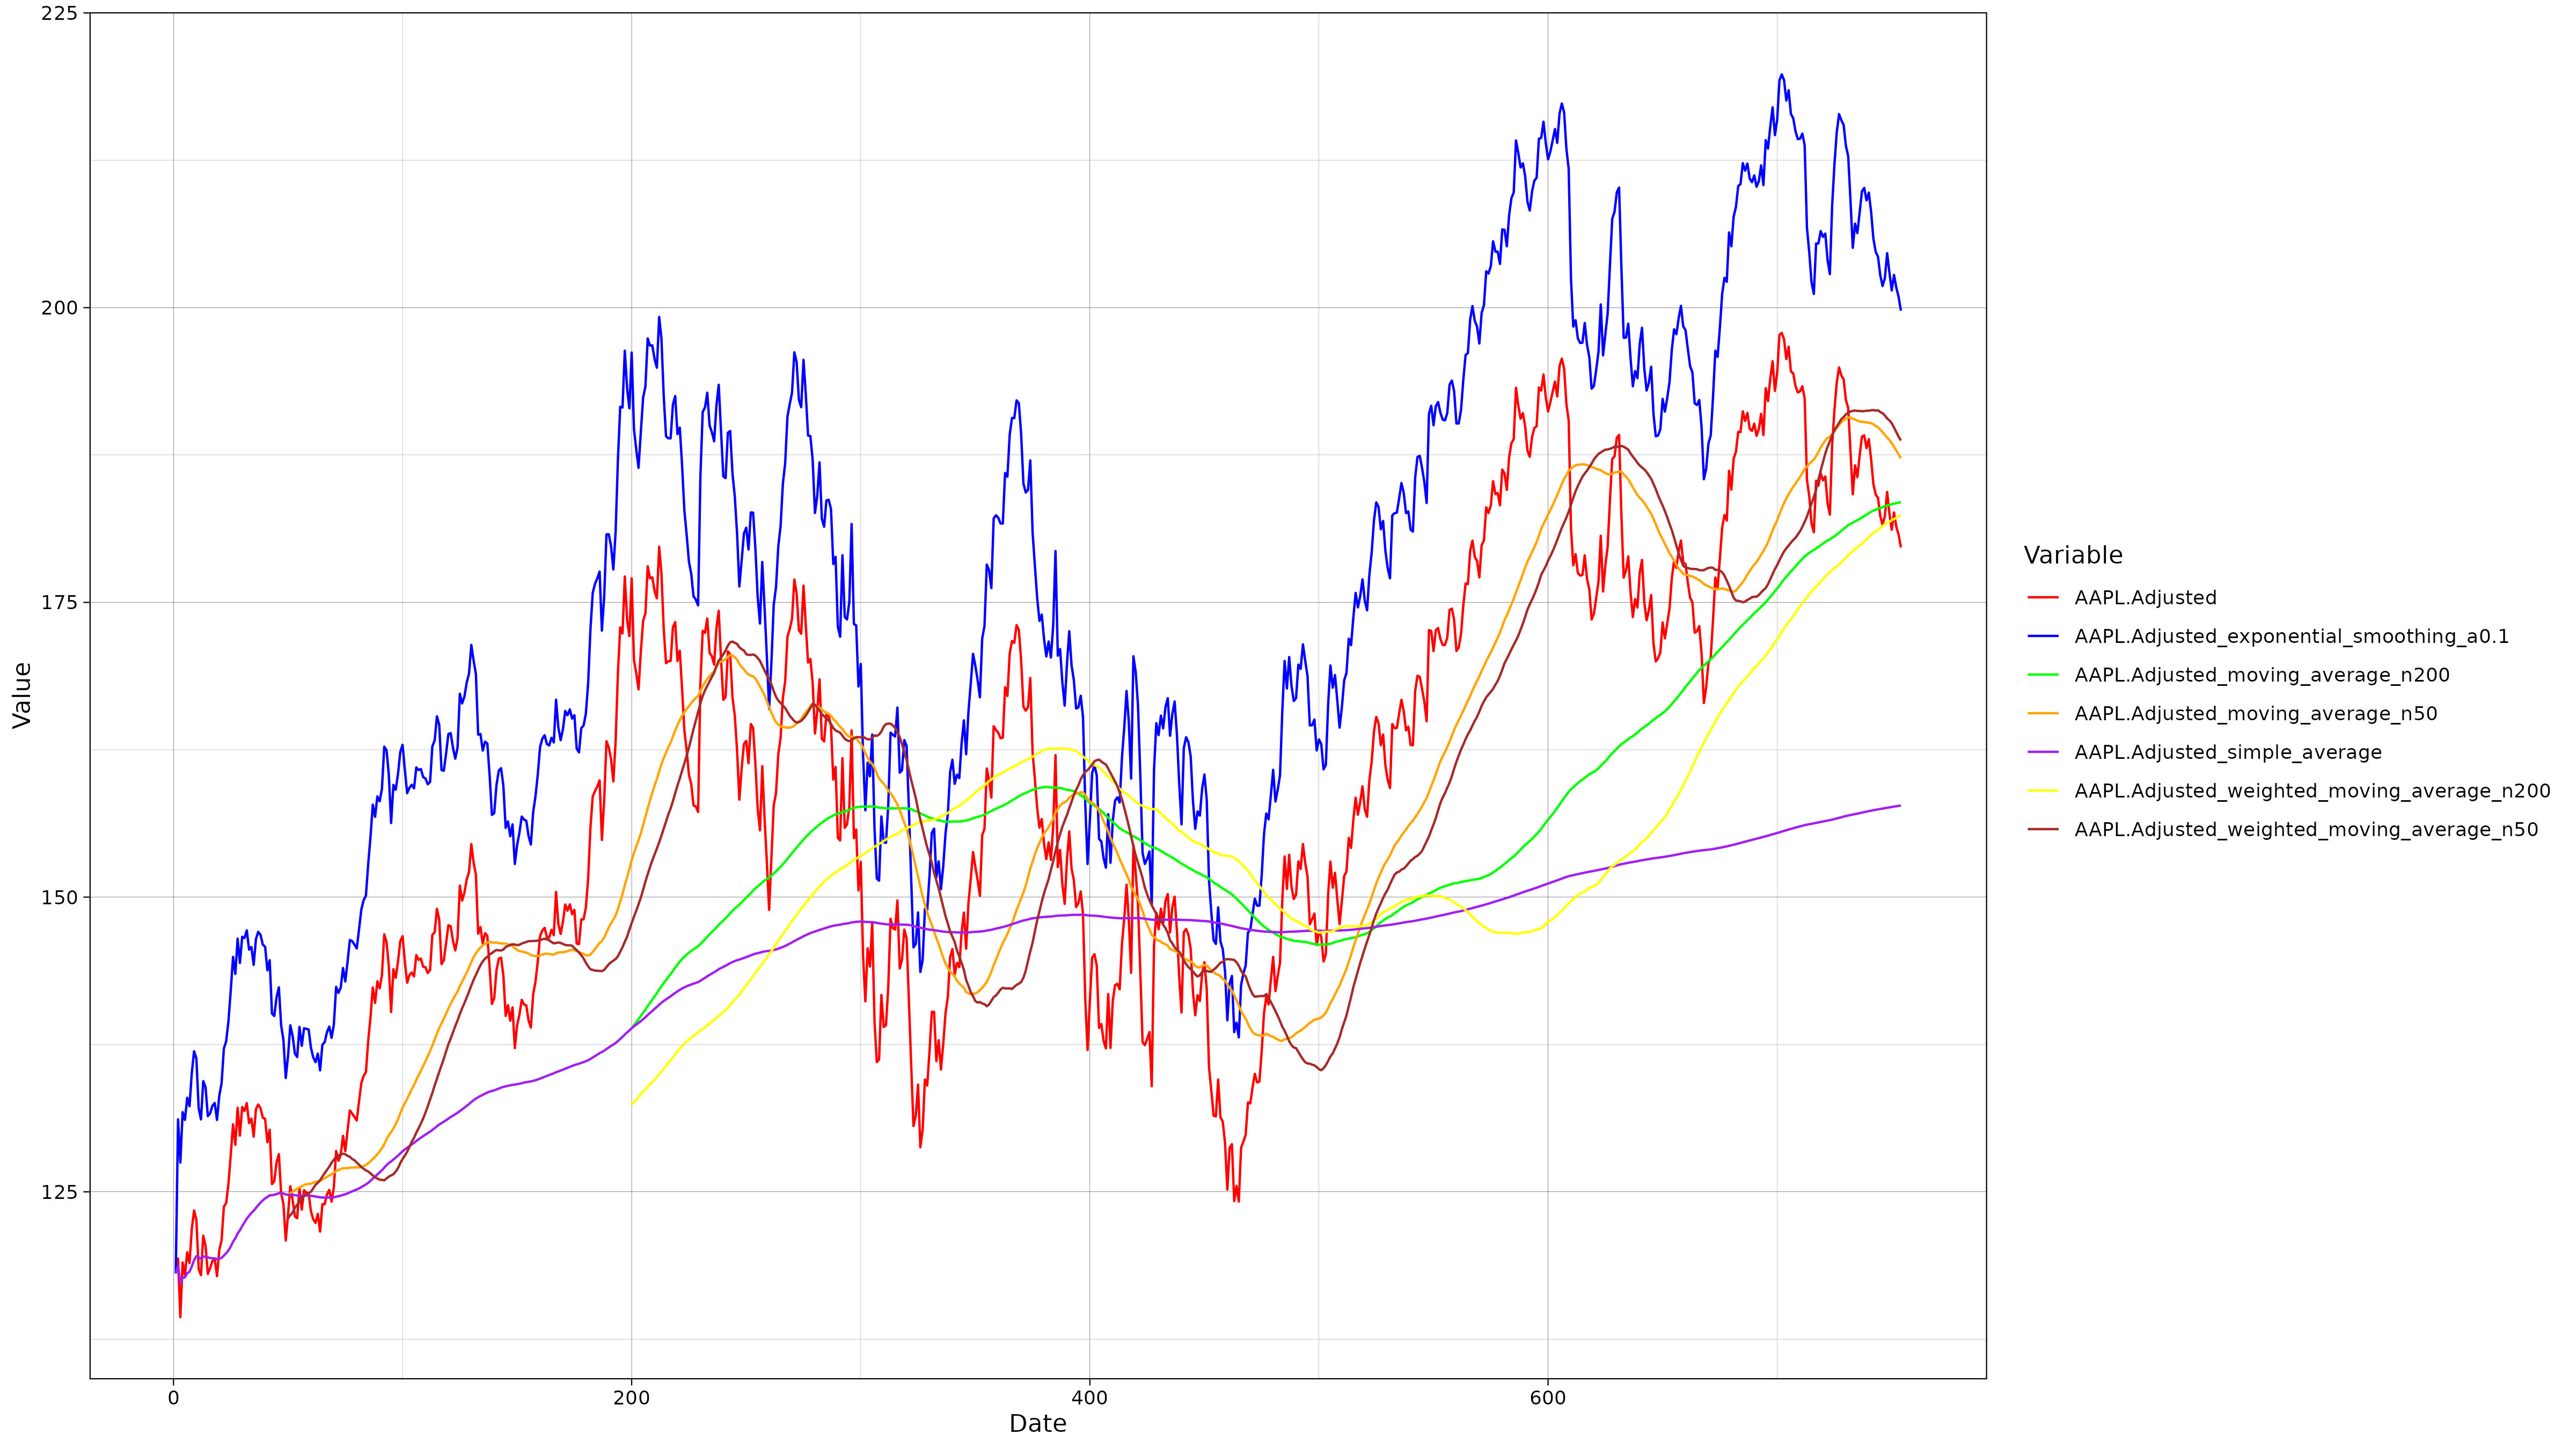 225
200
175
150
125
Value
0
200
400
600
Date
Variable
AAPL.Adjusted
AAPL.Adjusted_exponential_smoothing_a0.1
AAPL.Adjusted_moving_average_n200
AAPL.Adjusted_moving_average_n50
AAPL.Adjusted_simple_average
AAPL.Adjusted_weighted_moving_average_n200
AAPL.Adjusted_weighted_moving_average_n50